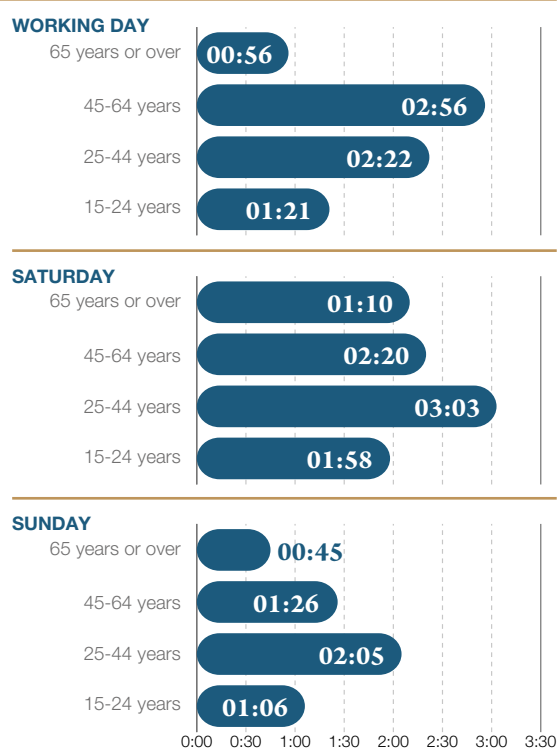 WORKING DAY
65 years or over 00:56
45-64 years 02:56
25-44 years 02:22
15-24 years 01:21
SATURDAY
65 years or over 01:10
45-64 years 02:20
25-44 years 03:03
15-24 years 01:58
SUNDAY
65 years or over 00:45
45-64 years 01:26
25-44 years 02:05
15-24 years 01:06
0:00 0:30 1:00 1:30 2:00 2:30 3:00 3:30